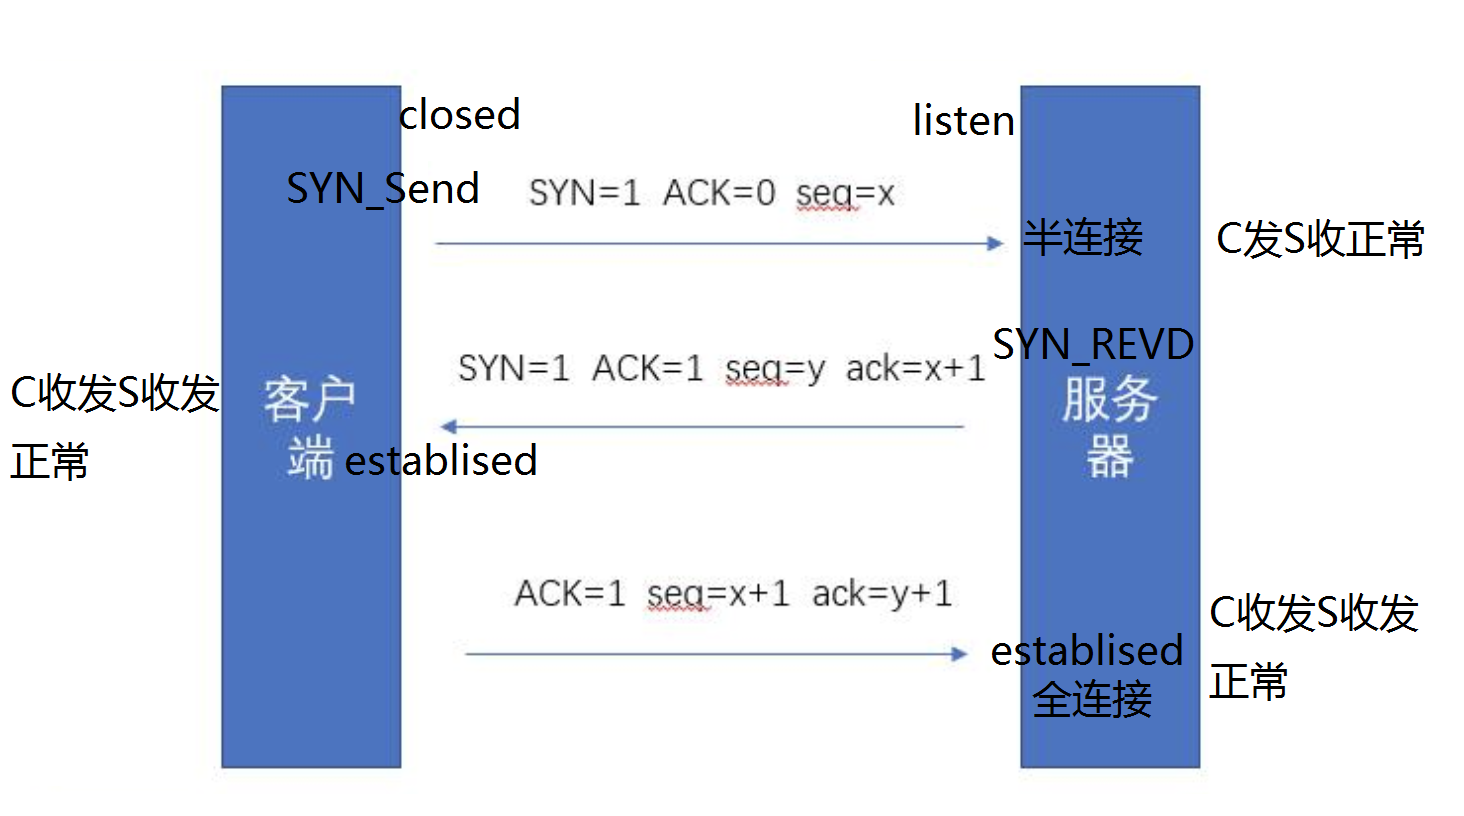 closed
listen
SYN_Send
SYN=1 ACK=0 seq=x
半连接
C发S收正常
SYN_REVD
SYN=1 ACK=1 seq=y ack=x+1
C收发S收发
正常
客户
端
服务
器
establised
ACK=1 seq=x+1 ack=y+1
establised
全连接
C收发S收发
正常